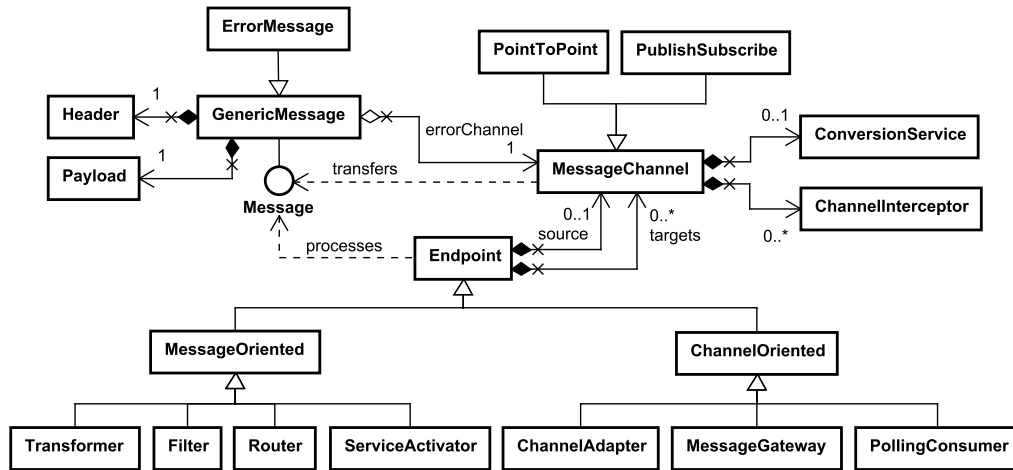 ErrorMessage
PointToPoint
PublishSubscribe
Header
1
GenericMessage
errorChannel
1
0..1
ConversionService
Payload
1
transfers
MessageChannel
Message
ChannelInterceptor
0..*
0..1
source
0..*
targets
processes
Endpoint
MessageOriented
ChannelOriented
Transformer
Filter
Router
ServiceActivator
ChannelAdapter
MessageGateway
PollingConsumer